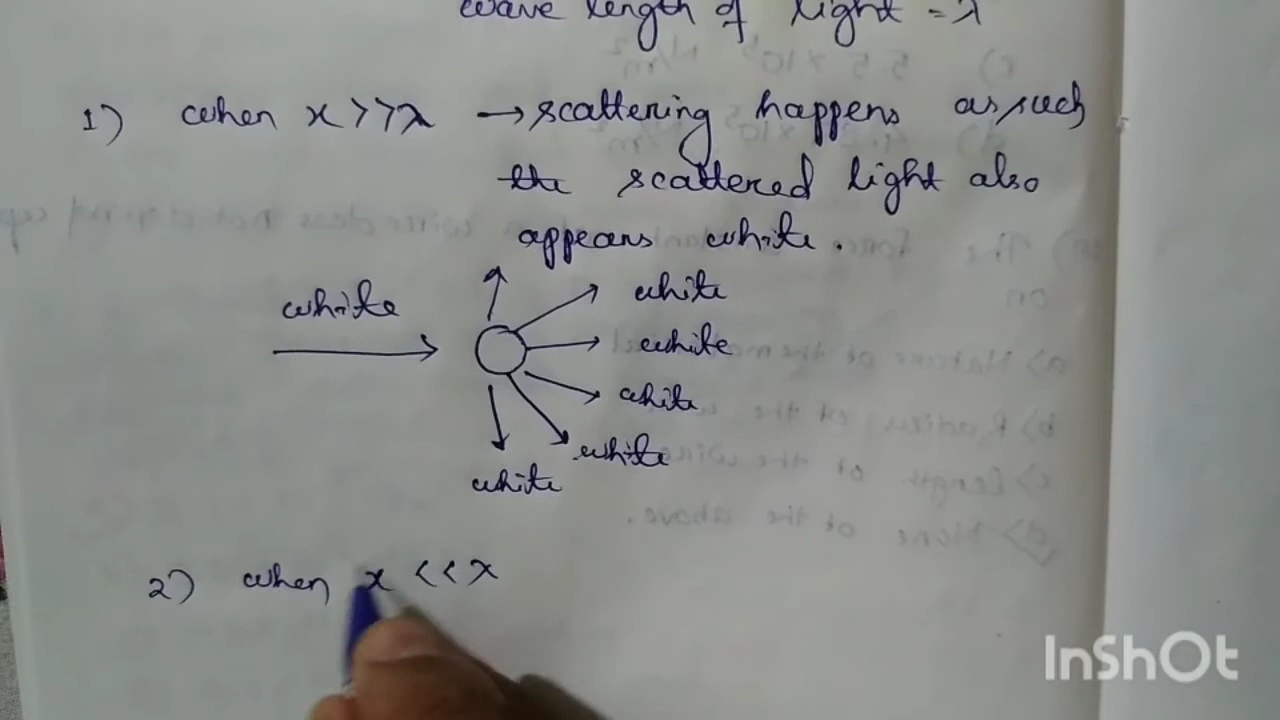 wave length of light = λ
1) when x >> λ → scattering happens as such
the scattered light also
appears white.
white
white
white
white
white
white
2) when x << λ
InShOt